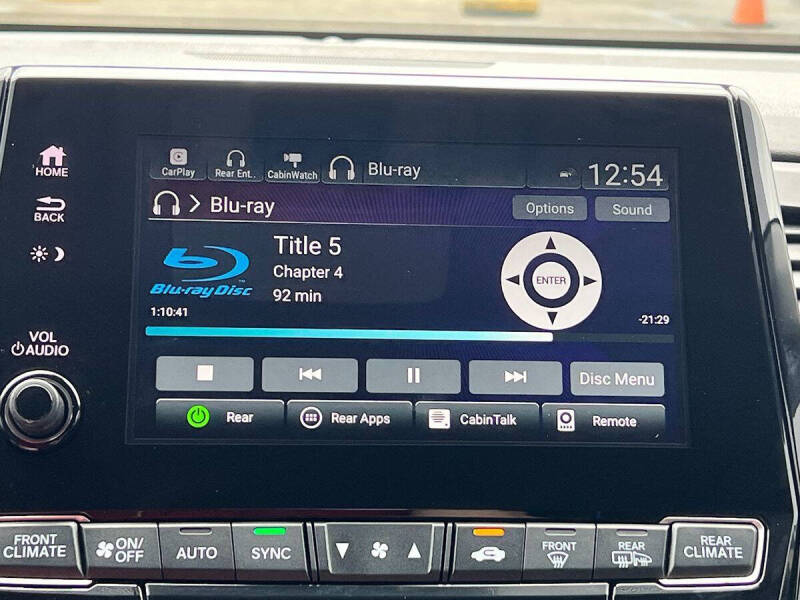 HOME
BACK
VOL
AUDIO
CarPlay
Rear Ent..
CabinWatch
Blu-ray
12:54
Blu-ray
Options
Sound
Blu-ray Disc
Title 5
Chapter 4
92 min
ENTER
1:10:41
-21:29
Disc Menu
Rear
Rear Apps
CabinTalk
Remote
FRONT
CLIMATE
ON/
OFF
AUTO
SYNC
FRONT
REAR
REAR
CLIMATE